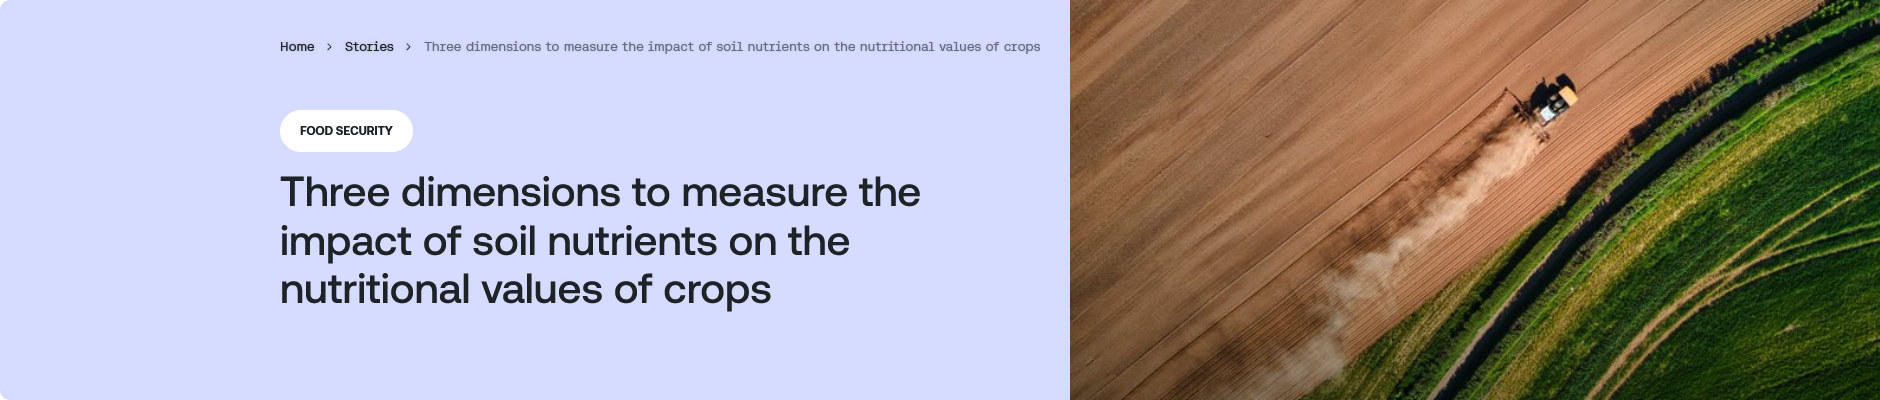 Home > Stories > Three dimensions to measure the impact of soil nutrients on the nutritional values of crops
FOOD SECURITY
Three dimensions to measure the
impact of soil nutrients on the
nutritional values of crops